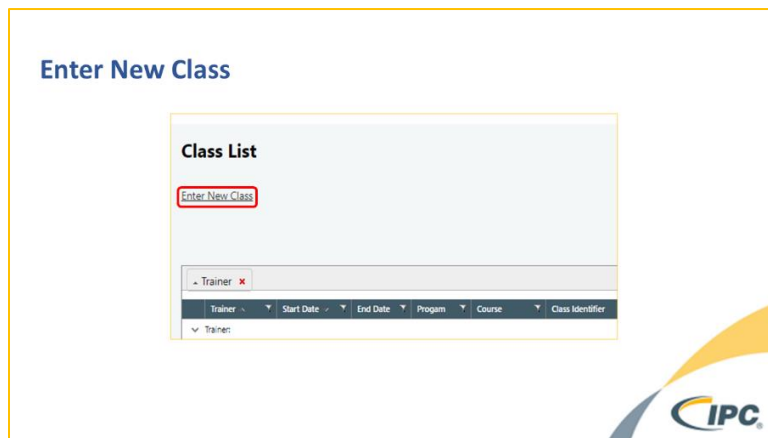 Enter New Class
Class List
Enter New Class
Trainer x
Trainer Start Date End Date Progam Course Class Identifier
Trainer:
IPC